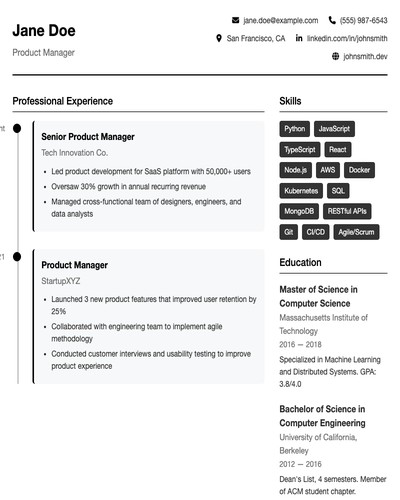 Jane Doe
Product Manager
jane.doe@example.com (555) 987-6543
San Francisco, CA linkedin.com/in/johnsmith
johnsmith.dev
Professional Experience
Senior Product Manager
Tech Innovation Co.
• Led product development for SaaS platform with 50,000+ users
• Oversaw 30% growth in annual recurring revenue
• Managed cross-functional team of designers, engineers, and
data analysts
Product Manager
StartupXYZ
• Launched 3 new product features that improved user retention by
25%
• Collaborated with engineering team to implement agile
methodology
• Conducted customer interviews and usability testing to improve
product experience
Skills
Python JavaScript
TypeScript React
Node.js AWS Docker
Kubernetes SQL
MongoDB RESTful APIs
Git CI/CD Agile/Scrum
Education
Master of Science in
Computer Science
Massachusetts Institute of
Technology
2016 — 2018
Specialized in Machine Learning
and Distributed Systems. GPA:
3.8/4.0
Bachelor of Science in
Computer Engineering
University of California,
Berkeley
2012 — 2016
Dean's List, 4 semesters. Member
of ACM student chapter.